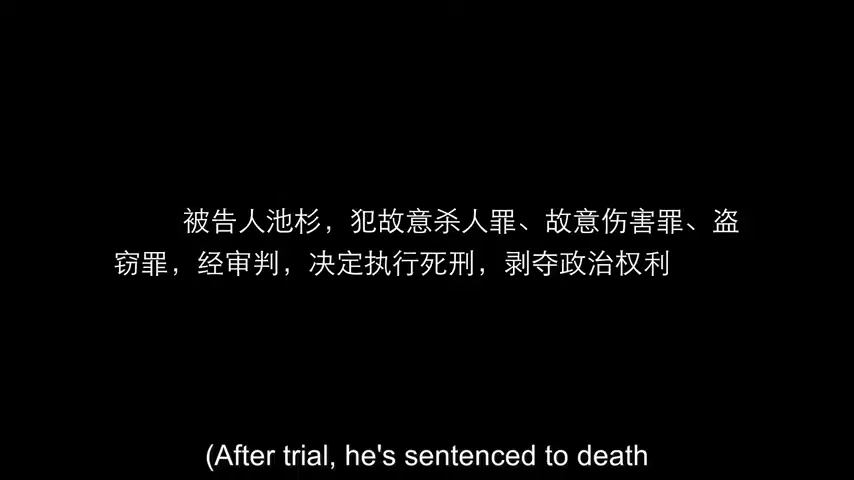 被告人池杉，犯故意杀人罪、故意伤害罪、盗
窃罪，经审判，决定执行死刑，剥夺政治权利
(After trial, he's sentenced to death